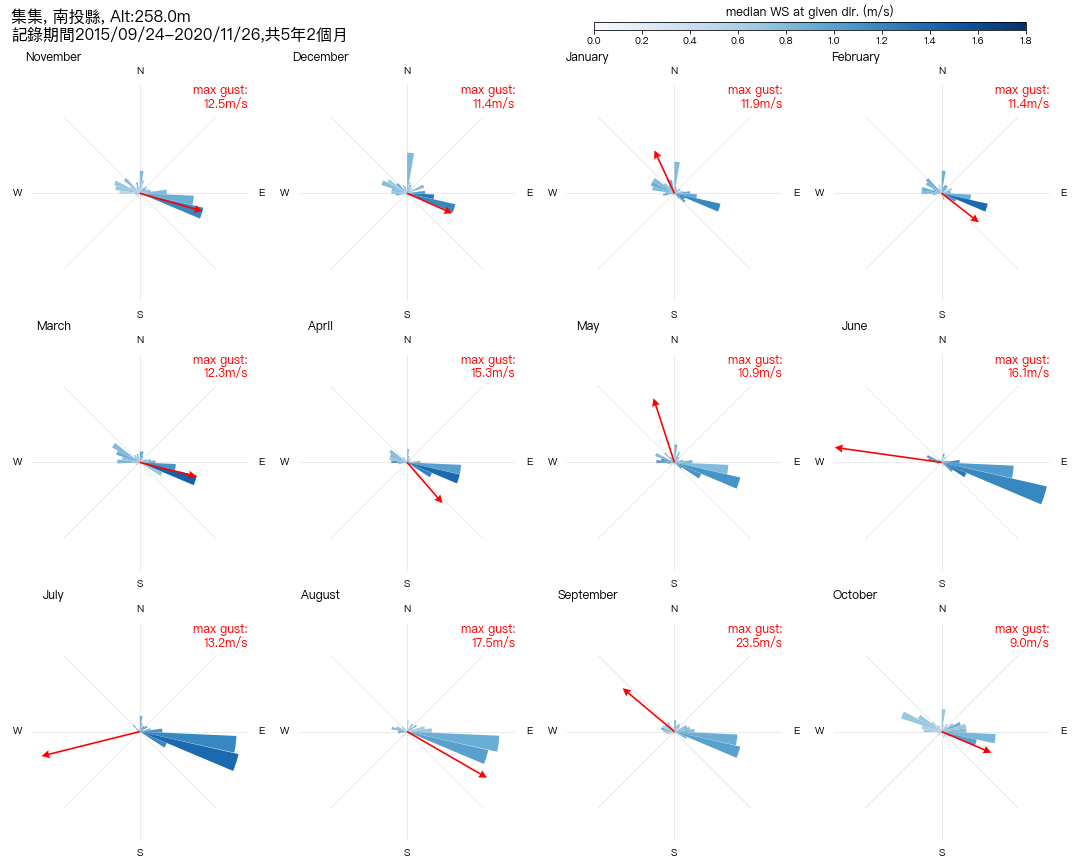 集集, 南投縣, Alt:258.0m
記錄期間2015/09/24-2020/11/26,共5年2個月
median WS at given dir. (m/s)
0.0 0.2 0.4 0.6 0.8 1.0 1.2 1.4 1.6 1.8
November
N
max gust:
12.5m/s
W
E
S
December
N
max gust:
11.4m/s
W
E
S
January
N
max gust:
11.9m/s
W
E
S
February
N
max gust:
11.4m/s
W
E
S
March
N
max gust:
12.3m/s
W
E
S
April
N
max gust:
15.3m/s
W
E
S
May
N
max gust:
10.9m/s
W
E
S
June
N
max gust:
16.1m/s
W
E
S
July
N
max gust:
13.2m/s
W
E
S
August
N
max gust:
17.5m/s
W
E
S
September
N
max gust:
23.5m/s
W
E
S
October
N
max gust:
9.0m/s
W
E
S